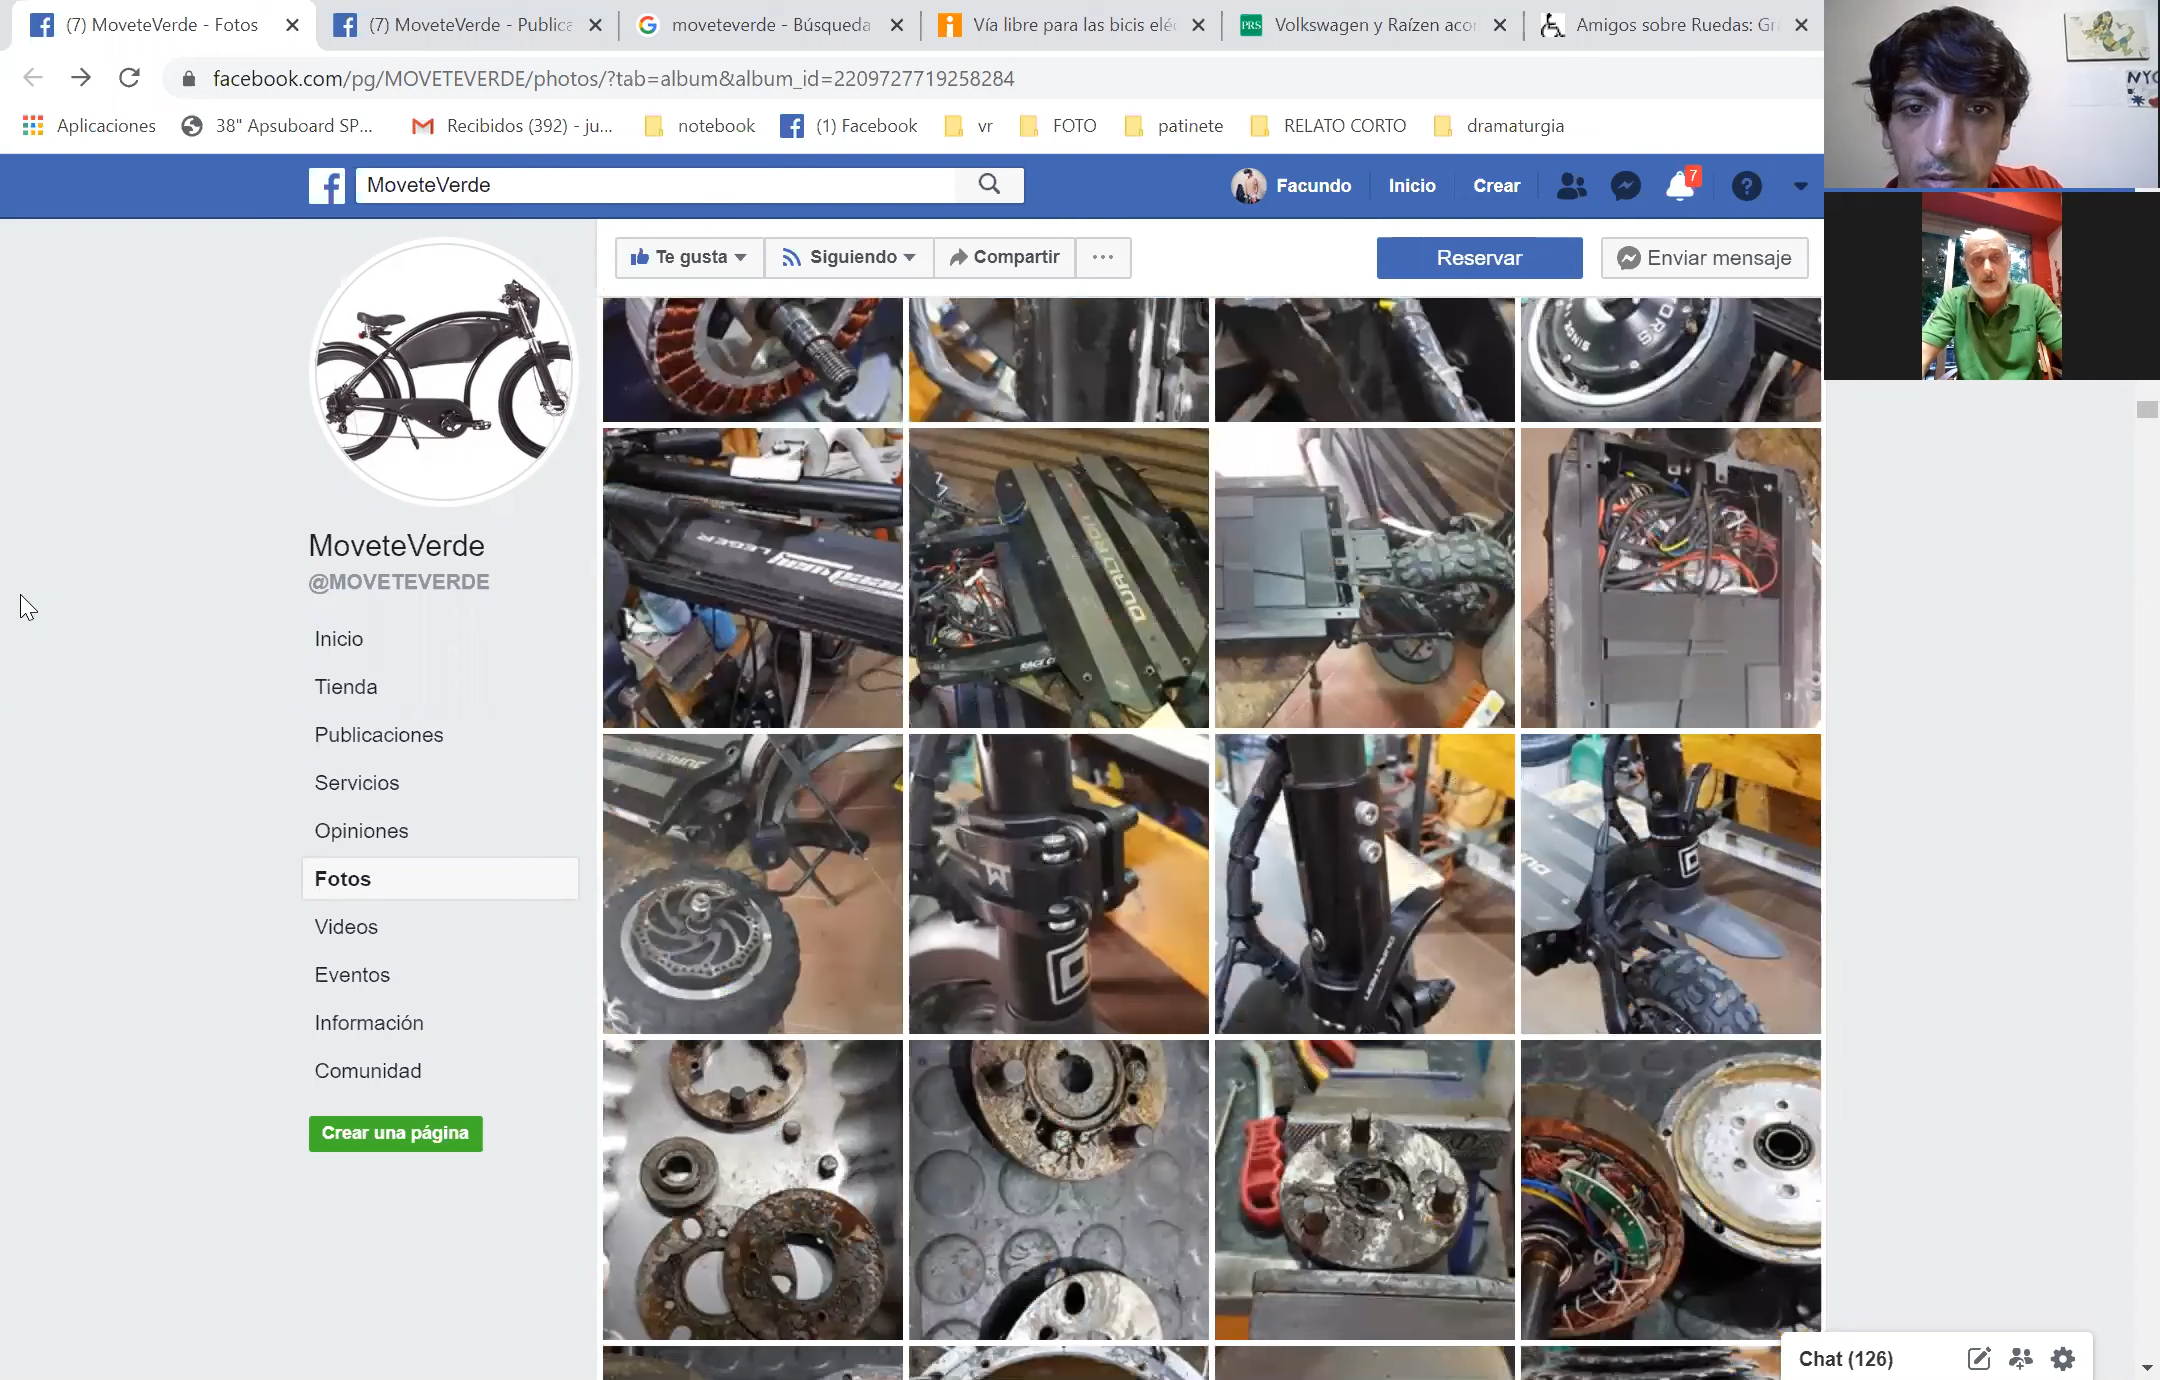 (7) MoveteVerde - Fotos
(7) MoveteVerde - Publica
moveteverde - Búsqueda
Vía libre para las bicis elé
PRS
Volkswagen y Raízen acor
Amigos sobre Ruedas: Gr
facebook.com/pg/MOVETEVERDE/photos/?tab=album&album_id=2209727719258284
Aplicaciones
38" Apsuboard SP...
Recibidos (392) - ju...
notebook
(1) Facebook
vr
FOTO
patinete
RELATO CORTO
dramaturgia
NYC
MoveteVerde
Facundo
Inicio
Crear
7
Te gusta
Siguiendo
Compartir
Reservar
Enviar mensaje
MoveteVerde
@MOVETEVERDE
Inicio
Tienda
Publicaciones
Servicios
Opiniones
Fotos
Videos
Eventos
Información
Comunidad
Crear una página
LEGER
DUALTRON
Chat (126)